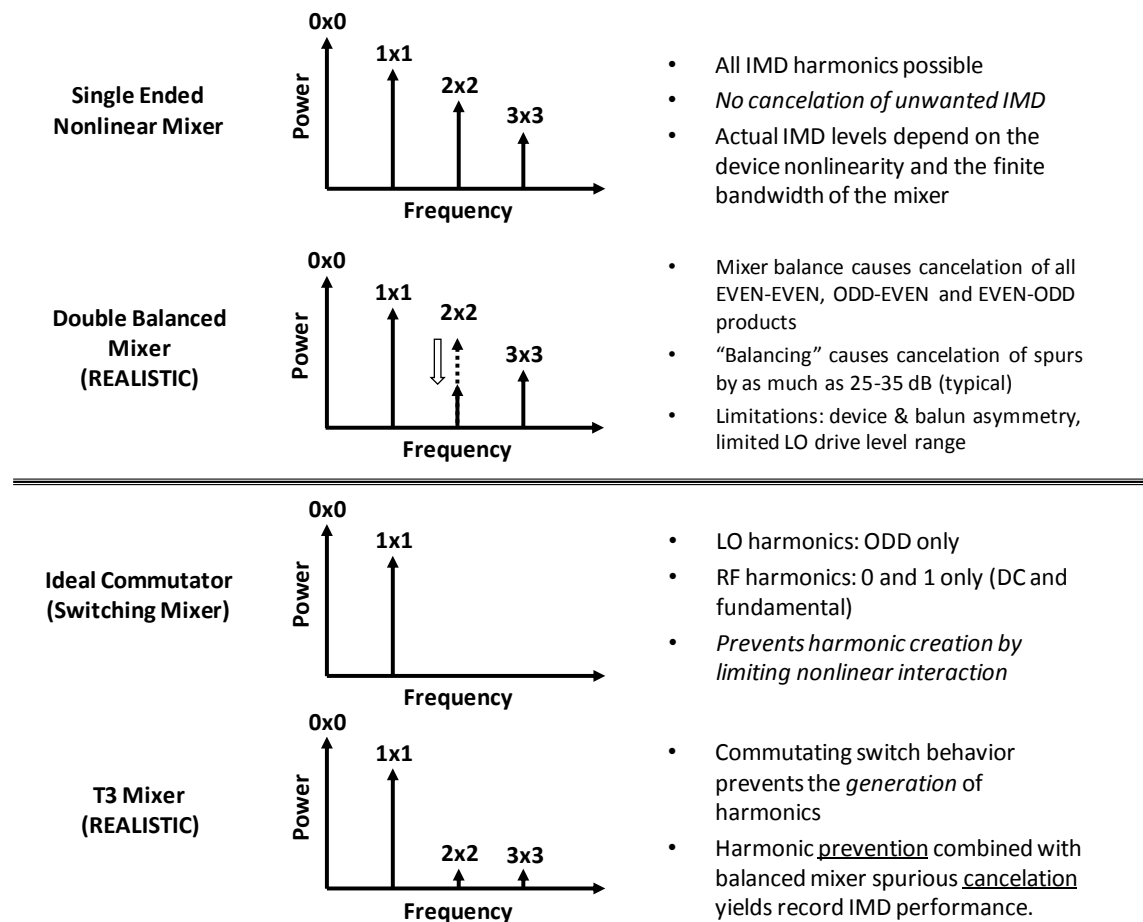 0x0
1x1
2x2
3x3
Power
Frequency
Single Ended
Nonlinear Mixer
• All IMD harmonics possible
• No cancelation of unwanted IMD
• Actual IMD levels depend on the
device nonlinearity and the finite
bandwidth of the mixer
0x0
1x1
2x2
3x3
Power
Frequency
Double Balanced
Mixer
(REALISTIC)
• Mixer balance causes cancelation of all
EVEN-EVEN, ODD-EVEN and EVEN-ODD
products
• “Balancing” causes cancelation of spurs
by as much as 25-35 dB (typical)
• Limitations: device & balun asymmetry,
limited LO drive level range
0x0
1x1
Power
Frequency
Ideal Commutator
(Switching Mixer)
• LO harmonics: ODD only
• RF harmonics: 0 and 1 only (DC and
fundamental)
• Prevents harmonic creation by
limiting nonlinear interaction
0x0
1x1
2x2
3x3
Power
Frequency
T3 Mixer
(REALISTIC)
• Commutating switch behavior
prevents the generation of
harmonics
• Harmonic prevention combined with
balanced mixer spurious cancelation
yields record IMD performance.